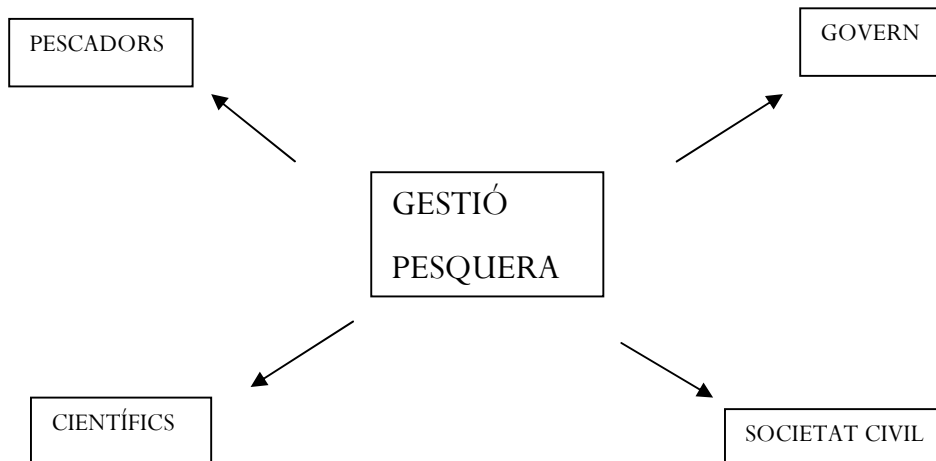 PESCADORS
GOVERN
GESTIÓ
PESQUERA
CIENTÍFICS
SOCIETAT CIVIL